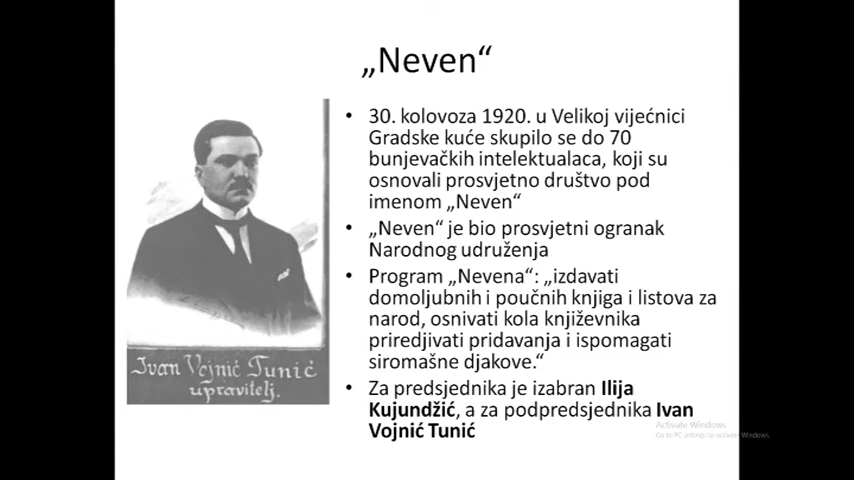 „Neven“
• 30. kolovoza 1920. u Velikoj vijećnici
Gradske kuće skupilo se do 70
bunjevačkih intelektualaca, koji su
osnovali prosvjetno društvo pod
imenom „Neven“
• „Neven“ je bio prosvjetni ogranak
Narodnog udruženja
• Program „Nevena“: „izdavati
domoljubnih i poučnih knjiga i listova za
narod, osnivati kola književnika
priredjivati pridavanja i ispomagati
siromašne djakove.“
• Za predsjednika je izabran Ilija
Kujundžić, a za podpredsjednika Ivan
Vojnić Tunić
Ivan Vojnić Tunić
upravitelj.
Activate Windows
Go to PC settings to activate Windows.